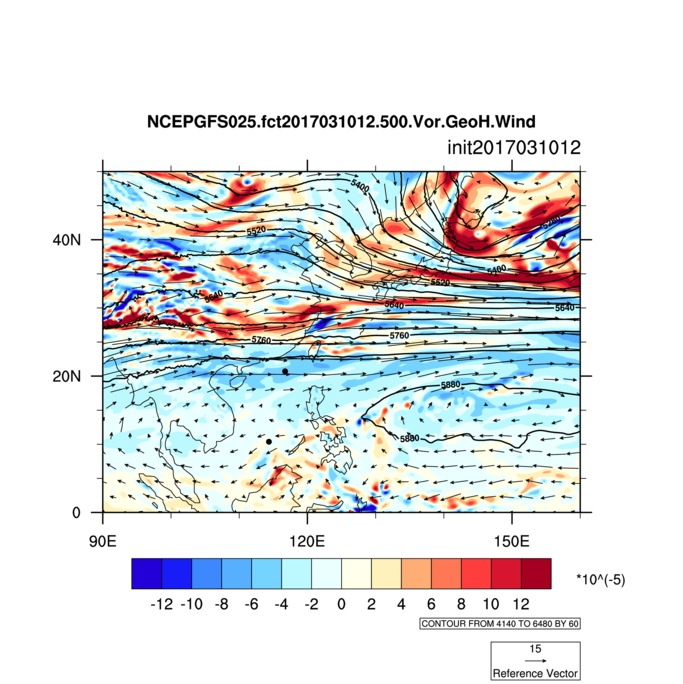 NCEPGFS025.fct2017031012.500.Vor.GeoH.Wind
init2017031012
5400
5520
40N
5400
5520
5640
5640
5640
5760
5760
20N
5880
5880
0
90E 120E 150E
-12 -10 -8 -6 -4 -2 0 2 4 6 8 10 12
*10^(-5)
CONTOUR FROM 4140 TO 6480 BY 60
15
Reference Vector